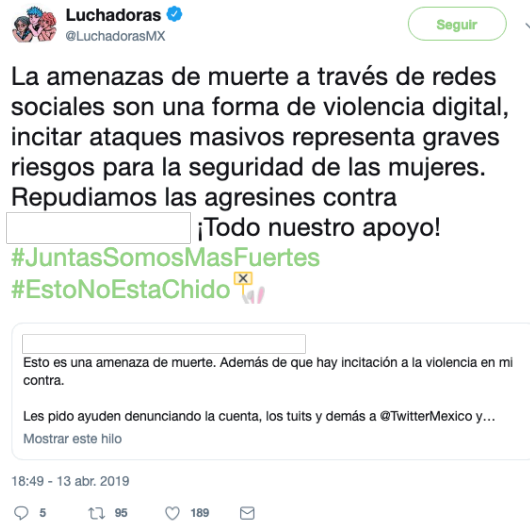 Luchadoras
@LuchadorasMX
Seguir
La amenazas de muerte a través de redes
sociales son una forma de violencia digital,
incitar ataques masivos representa graves
riesgos para la seguridad de las mujeres.
Repudiamos las agresines contra
¡Todo nuestro apoyo!
#JuntasSomosMasFuertes
#EstoNoEstaChido
Esto es una amenaza de muerte. Además de que hay incitación a la violencia en mi
contra.
Les pido ayuden denunciando la cuenta, los tuits y demás a @TwitterMexico y...
Mostrar este hilo
18:49 - 13 abr. 2019
5 95 189